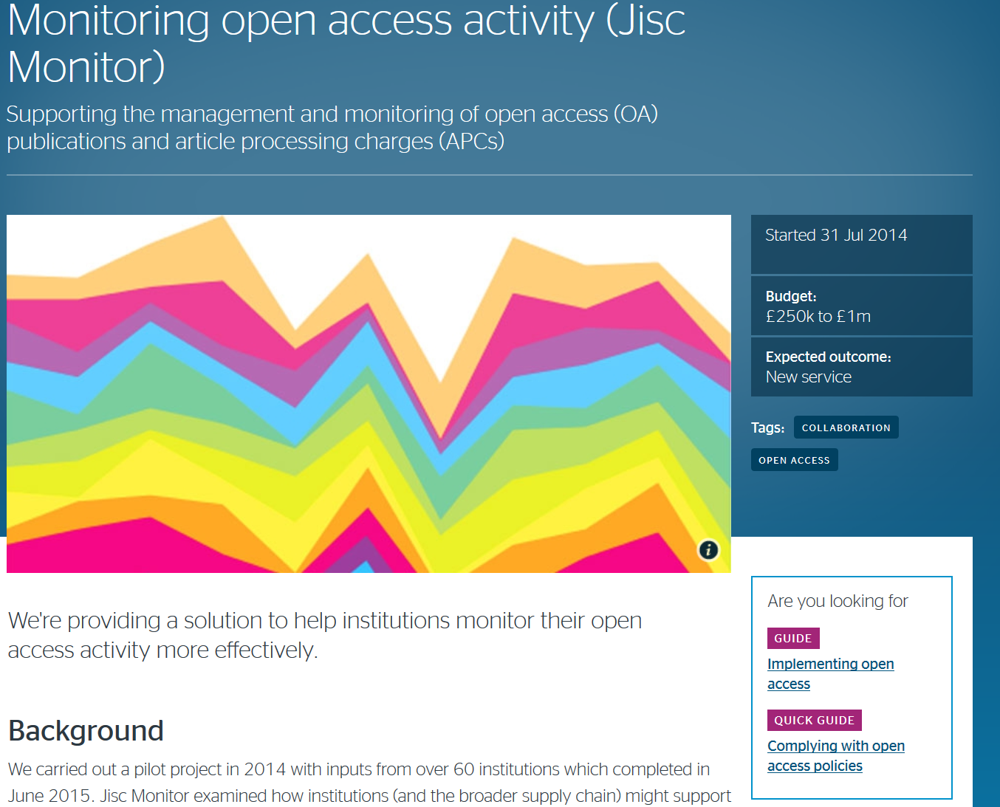 Monitoring open access activity (Jisc
Monitor)
Supporting the management and monitoring of open access (OA)
publications and article processing charges (APCs)
Started 31 Jul 2014
Budget:
£250k to £1m
Expected outcome:
New service
Tags: COLLABORATION
OPEN ACCESS
i
We're providing a solution to help institutions monitor their open
access activity more effectively.
Background
We carried out a pilot project in 2014 with inputs from over 60 institutions which completed in
June 2015. Jisc Monitor examined how institutions (and the broader supply chain) might support
Are you looking for
GUIDE
Implementing open
access
QUICK GUIDE
Complying with open
access policies